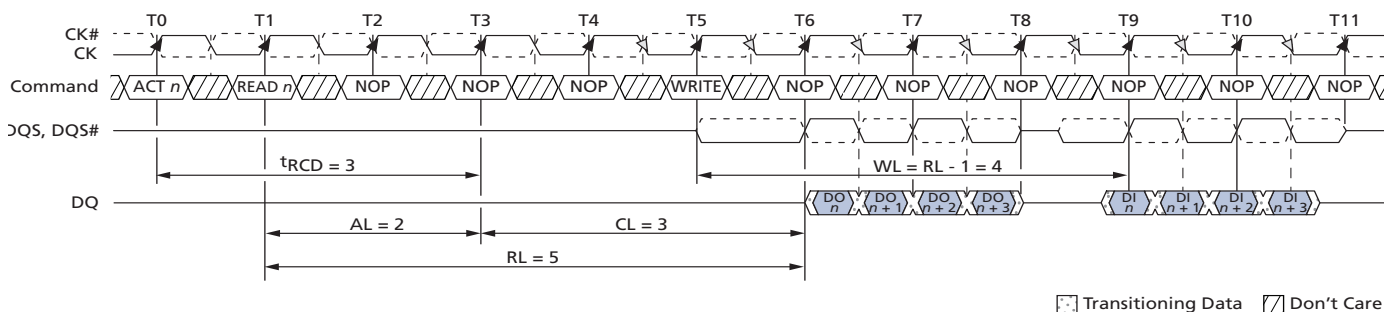 T0 T1 T2 T3 T4 T5 T6 T7 T8 T9 T10 T11
CK#
CK
Command ACT n READ n NOP NOP NOP WRITE NOP NOP NOP NOP NOP NOP
DQS, DQS#
tRCD = 3 WL = RL - 1 = 4
DQ DO n DO n + 1 DO n + 2 DO n + 3 DI n DI n + 1 DI n + 2 DI n + 3
AL = 2 CL = 3
RL = 5
Transitioning Data Don't Care